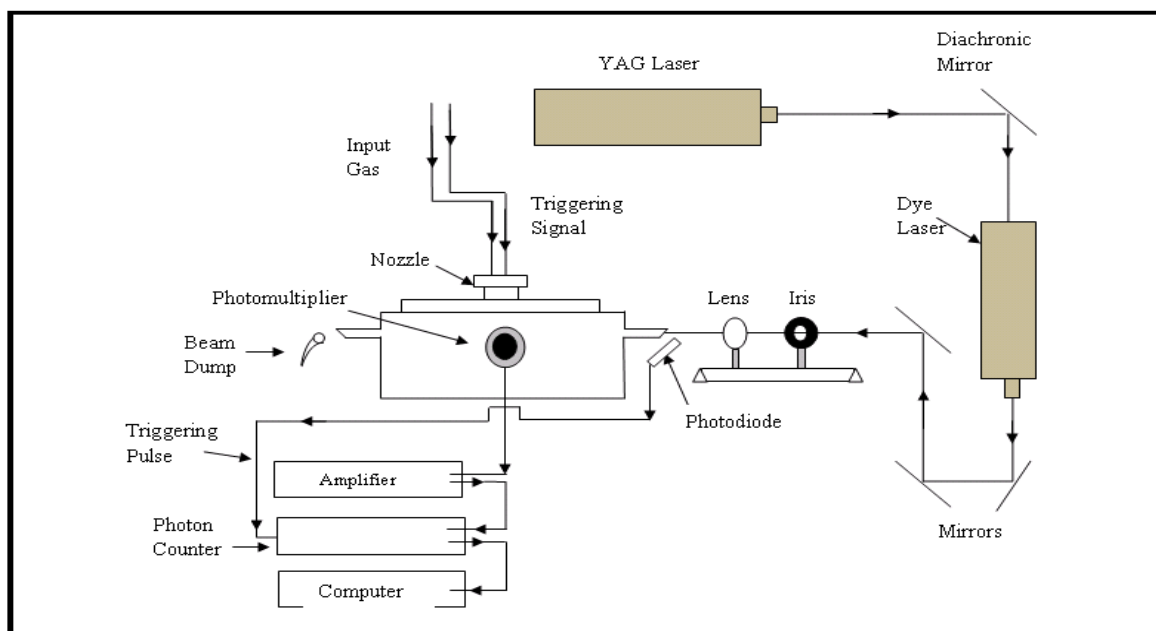 Diachronic
Mirror
YAG Laser
Input
Gas
Triggering
Signal
Dye
Laser
Nozzle
Photomultiplier
Lens
Iris
Beam
Dump
Photodiode
Triggering
Pulse
Amplifier
Mirrors
Photon
Counter
Computer